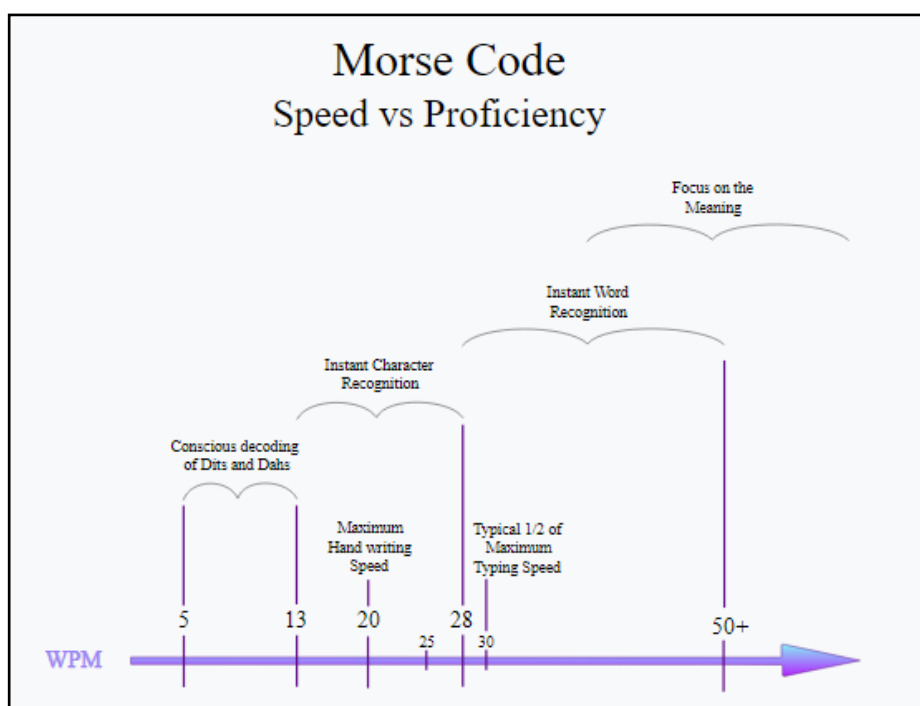 Morse Code
Speed vs Proficiency
Focus on the
Meaning
Instant Word
Recognition
Instant Character
Recognition
Conscious decoding
of Dits and Dahs
Maximum
Hand writing
Speed
Typical 1/2 of
Maximum
Typing Speed
5
13
20
28
50+
25
30
WPM